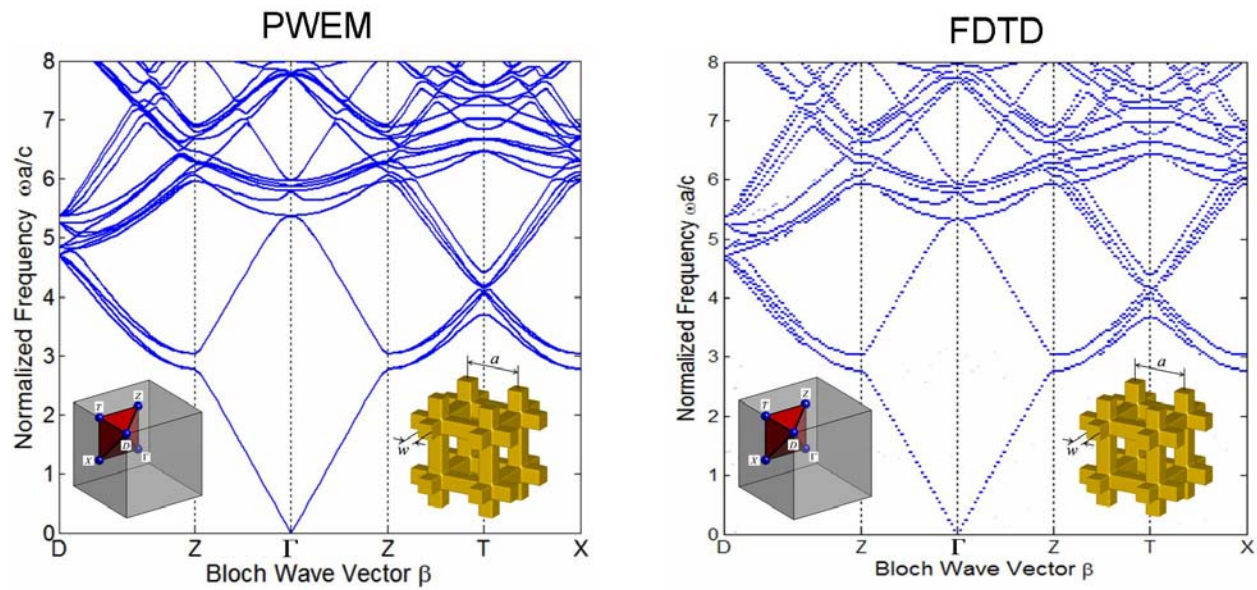 PWEM
Normalized Frequency ωa/c
8
7
6
5
4
3
2
1
0
D Z Γ Z T X
Bloch Wave Vector β
T Z
D
X Γ
a
w
FDTD
Normalized Frequency ωa/c
8
7
6
5
4
3
2
1
0
D Z Γ Z T X
Bloch Wave Vector β
T Z
D
X Γ
a
w